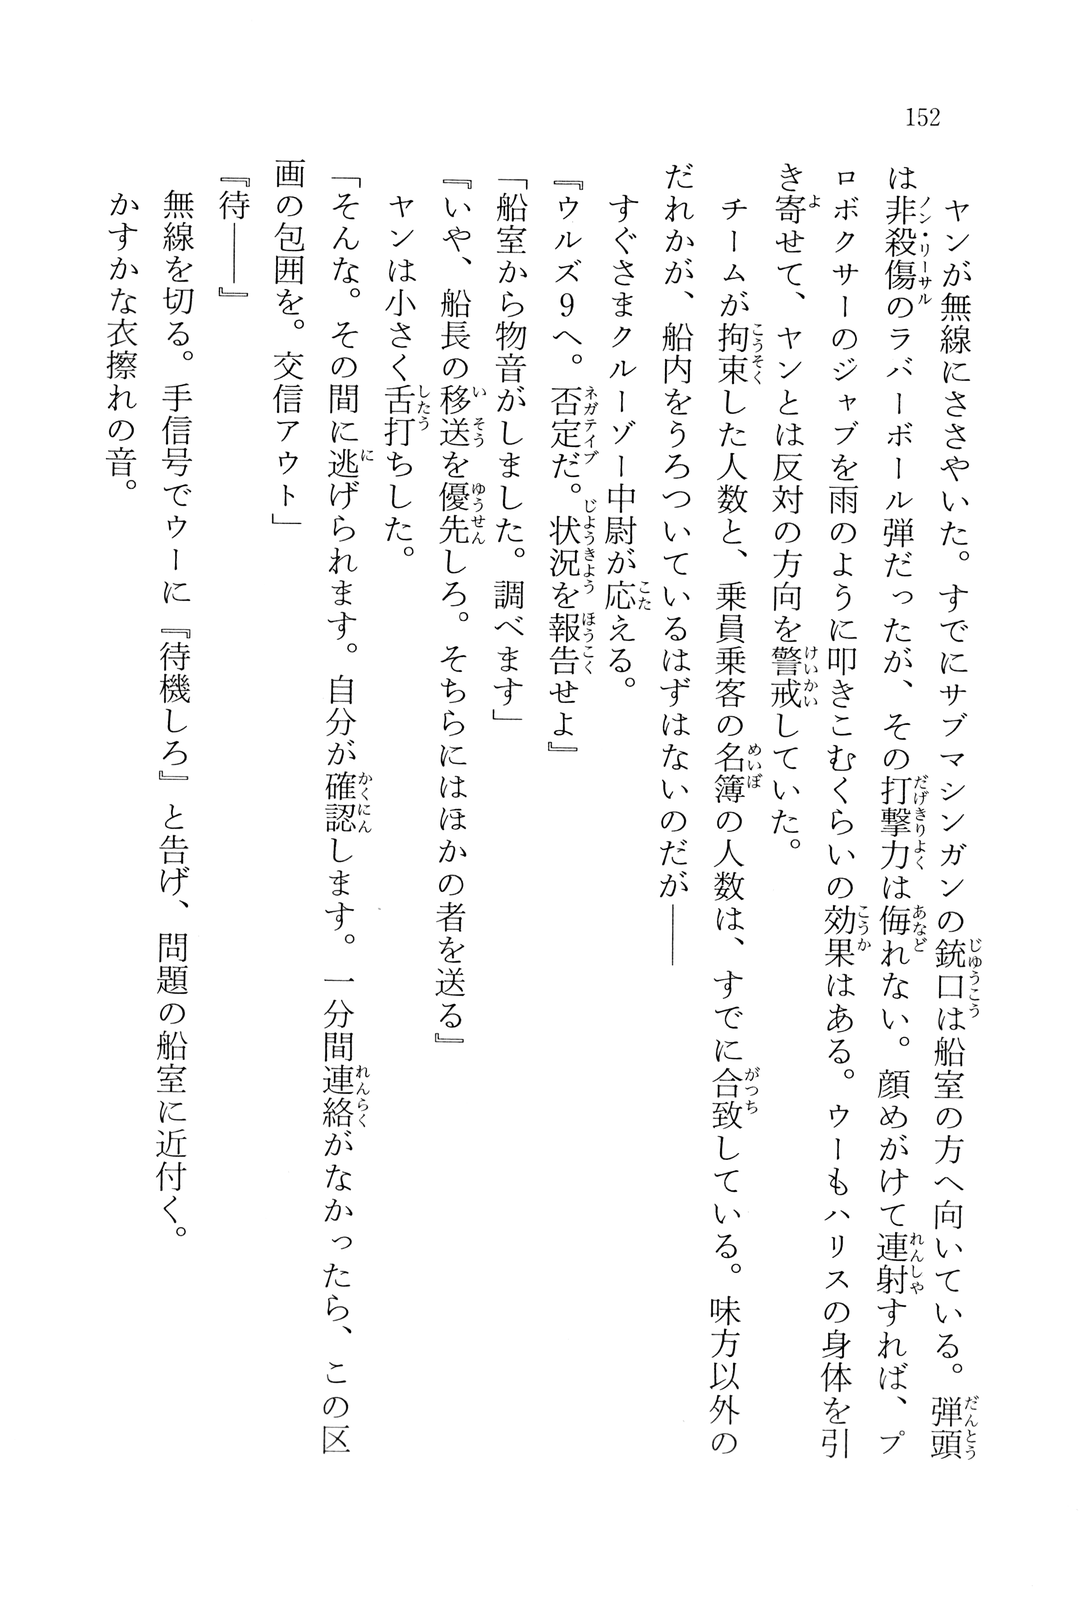 152
ヤンが無線にささやいた。すでにサブマシンガンの銃口は船室の方へ向いている。弾頭
は非殺傷のラバーボール弾だったが、その打撃力は侮れない。顔めがけて連射すれば、プ
ロボクサーのジャブを雨のように叩きこむくらいの効果はある。ウーもハリスの身体を引
き寄せて、ヤンとは反対の方向を警戒していた。
チームが拘束した人数と、乗員乗客の名簿の人数は、すでに合致している。味方以外の
だれかが、船内をうろついているはずはないのだが――
すぐさまクルーゾー中尉が応える。
『ウルズ9へ。否定だ。状況を報告せよ』
「船室から物音がしました。調べます」
『いや、船長の移送を優先しろ。そちらにはほかの者を送る』
ヤンは小さく舌打ちした。
「そんな。その間に逃げられます。自分が確認します。一分間連絡がなかったら、この区
画の包囲を。交信アウト」
『待――』
無線を切る。手信号でウーに『待機しろ』と告げ、問題の船室に近付く。
かすかな衣擦れの音。